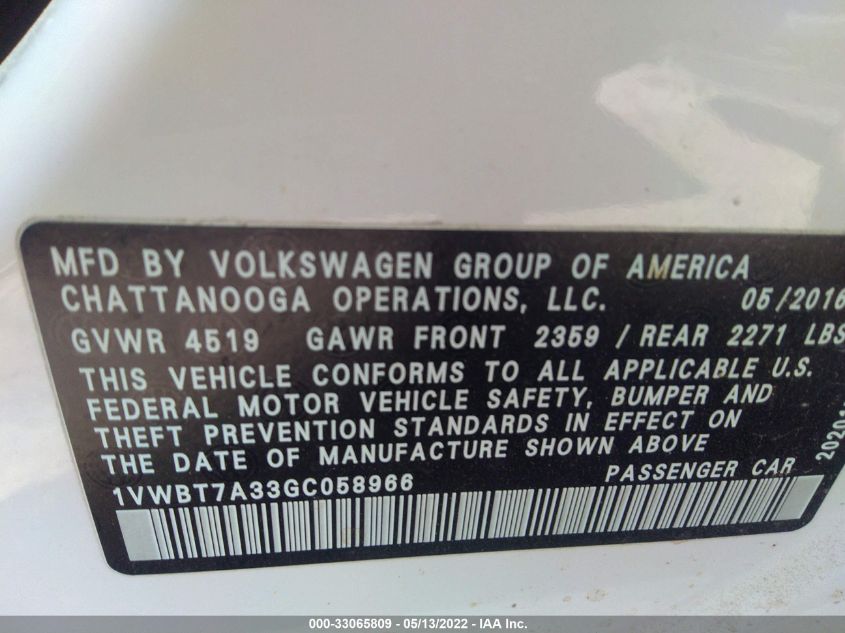 MFD BY VOLKSWAGEN GROUP OF AMERICA
CHATTANOOGA OPERATIONS, LLC. 05/2016
GVWR 4519 GAWR FRONT 2359 / REAR 2271 LBS
THIS VEHICLE CONFORMS TO ALL APPLICABLE U.S.
FEDERAL MOTOR VEHICLE SAFETY, BUMPER AND
THEFT PREVENTION STANDARDS IN EFFECT ON
THE DATE OF MANUFACTURE SHOWN ABOVE
1VWBT7A33GC058966 PASSENGER CAR
000-33065809 - 05/13/2022 - IAA Inc.